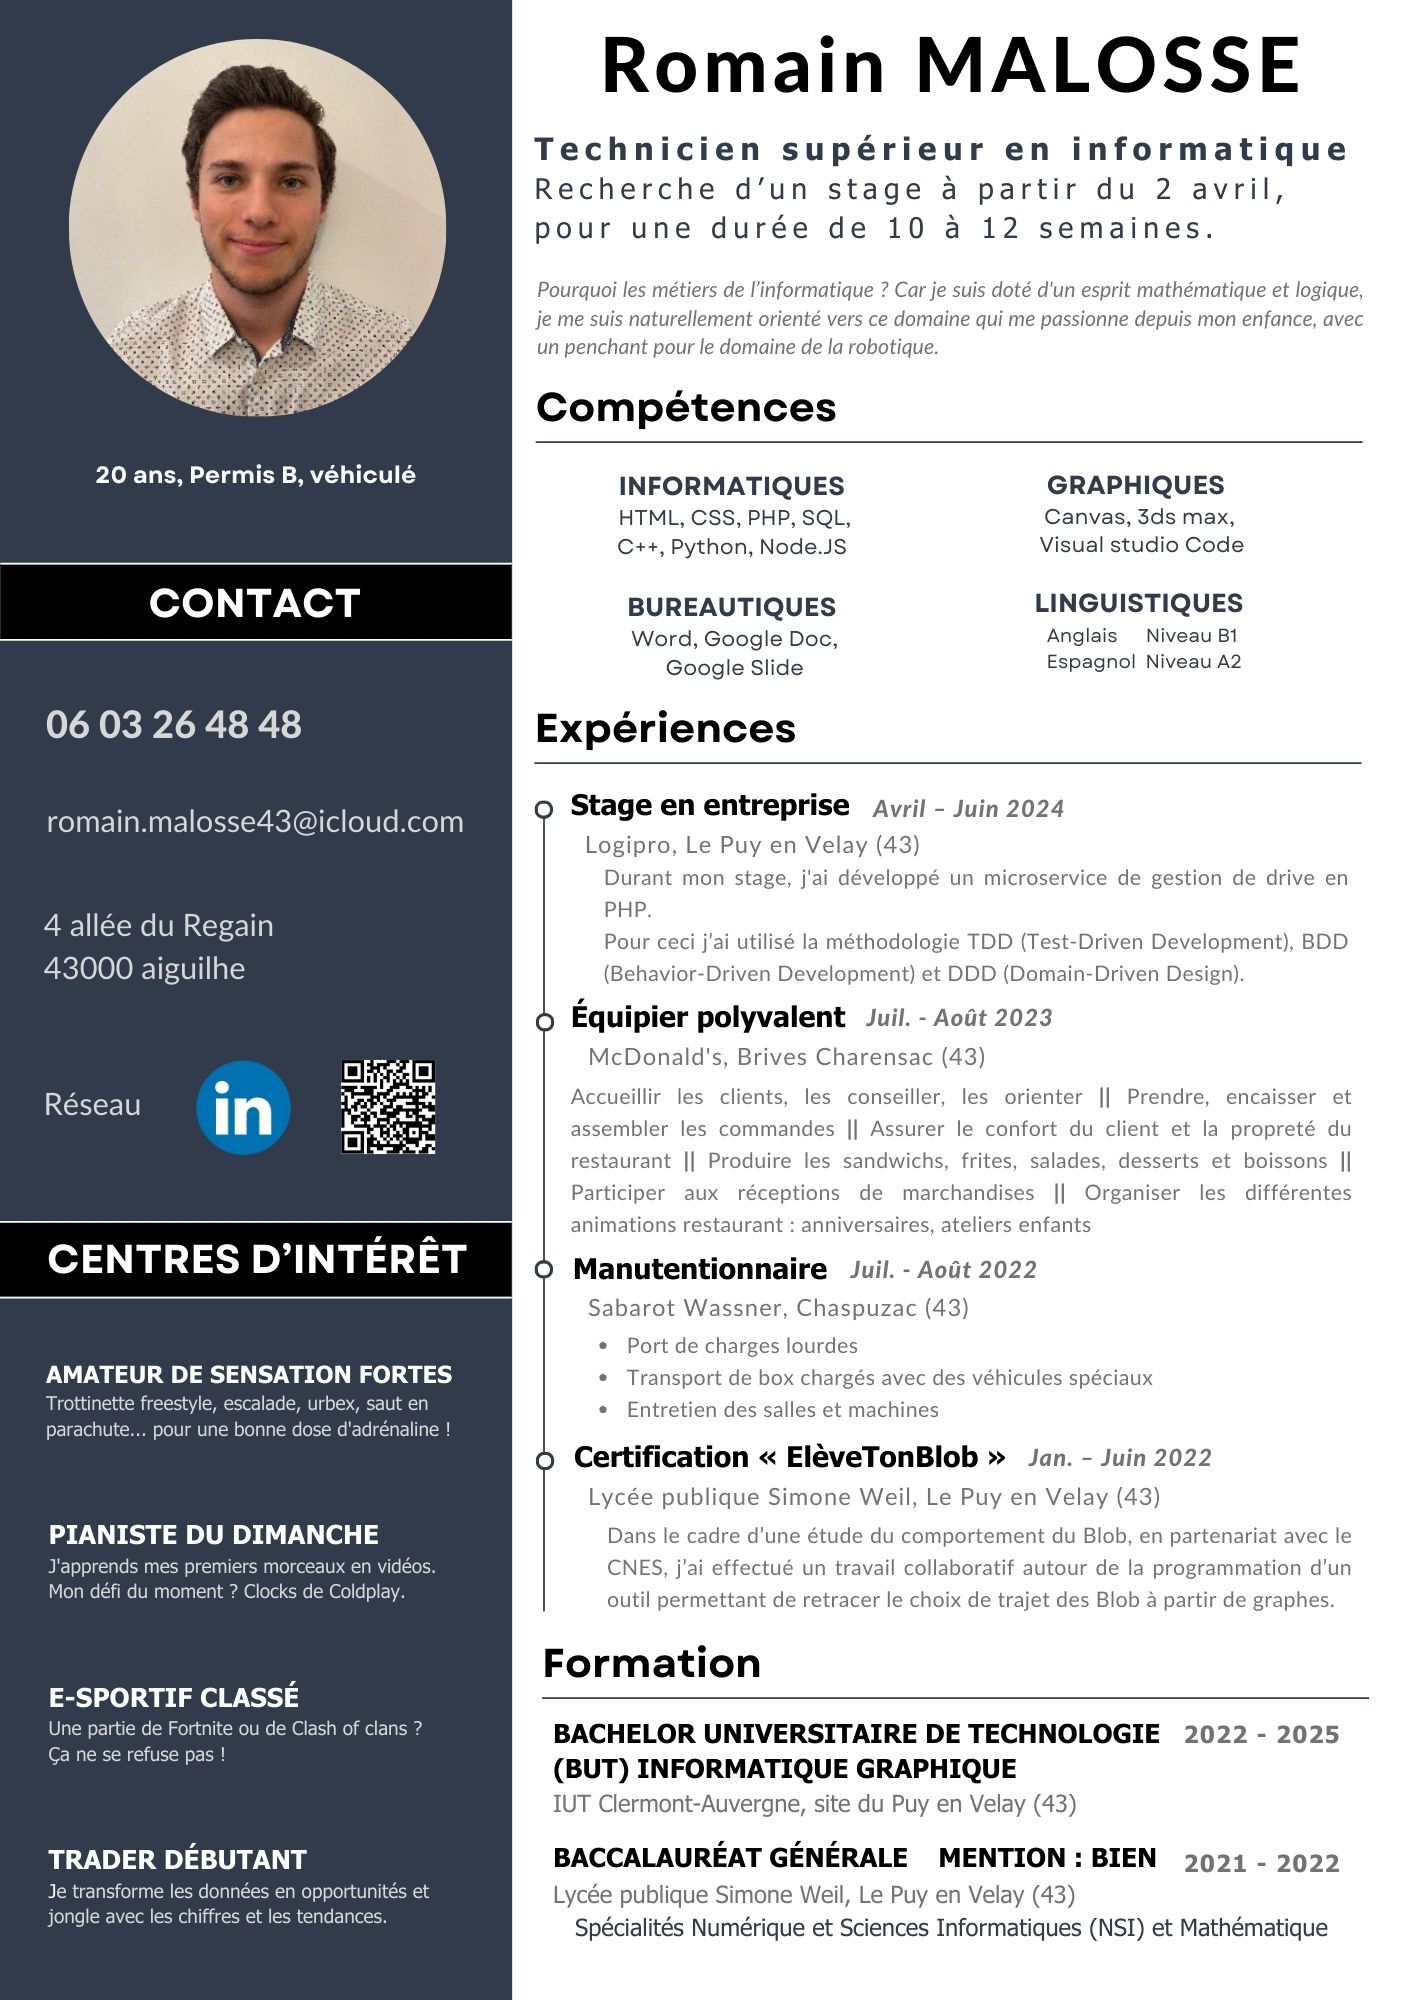 Romain MALOSSE
Technicien supérieur en informatique
Recherche d’un stage à partir du 2 avril,
pour une durée de 10 à 12 semaines.
Pourquoi les métiers de l’informatique ? Car je suis doté d'un esprit mathématique et logique,
je me suis naturellement orienté vers ce domaine qui me passionne depuis mon enfance, avec
un penchant pour le domaine de la robotique.
20 ans, Permis B, véhiculé
CONTACT
06 03 26 48 48
romain.malosse43@icloud.com
4 allée du Regain
43000 aiguilhe
Réseau
in
CENTRES D’INTÉRÊT
AMATEUR DE SENSATION FORTES
Trottinette freestyle, escalade, urbex, saut en
parachute... pour une bonne dose d'adrénaline !
PIANISTE DU DIMANCHE
J'apprends mes premiers morceaux en vidéos.
Mon défi du moment ? Clocks de Coldplay.
E-SPORTIF CLASSÉ
Une partie de Fortnite ou de Clash of clans ?
Ça ne se refuse pas !
TRADER DÉBUTANT
Je transforme les données en opportunités et
jongle avec les chiffres et les tendances.
Compétences
INFORMATIQUES
HTML, CSS, PHP, SQL,
C++, Python, Node.JS
GRAPHIQUES
Canvas, 3ds max,
Visual studio Code
BUREAUTIQUES
Word, Google Doc,
Google Slide
LINGUISTIQUES
Anglais Niveau B1
Espagnol Niveau A2
Expériences
Stage en entreprise Avril – Juin 2024
Logipro, Le Puy en Velay (43)
Durant mon stage, j'ai développé un microservice de gestion de drive en
PHP.
Pour ceci j’ai utilisé la méthodologie TDD (Test-Driven Development), BDD
(Behavior-Driven Development) et DDD (Domain-Driven Design).
Équipier polyvalent Juil. - Août 2023
McDonald's, Brives Charensac (43)
Accueillir les clients, les conseiller, les orienter || Prendre, encaisser et
assembler les commandes || Assurer le confort du client et la propreté du
restaurant || Produire les sandwichs, frites, salades, desserts et boissons ||
Participer aux réceptions de marchandises || Organiser les différentes
animations restaurant : anniversaires, ateliers enfants
Manutentionnaire Juil. - Août 2022
Sabarot Wassner, Chaspuzac (43)
• Port de charges lourdes
• Transport de box chargés avec des véhicules spéciaux
• Entretien des salles et machines
Certification « ElèveTonBlob » Jan. – Juin 2022
Lycée publique Simone Weil, Le Puy en Velay (43)
Dans le cadre d’une étude du comportement du Blob, en partenariat avec le
CNES, j’ai effectué un travail collaboratif autour de la programmation d’un
outil permettant de retracer le choix de trajet des Blob à partir de graphes.
Formation
BACHELOR UNIVERSITAIRE DE TECHNOLOGIE 2022 - 2025
(BUT) INFORMATIQUE GRAPHIQUE
IUT Clermont-Auvergne, site du Puy en Velay (43)
BACCALAURÉAT GÉNÉRALE MENTION : BIEN 2021 - 2022
Lycée publique Simone Weil, Le Puy en Velay (43)
Spécialités Numérique et Sciences Informatiques (NSI) et Mathématique